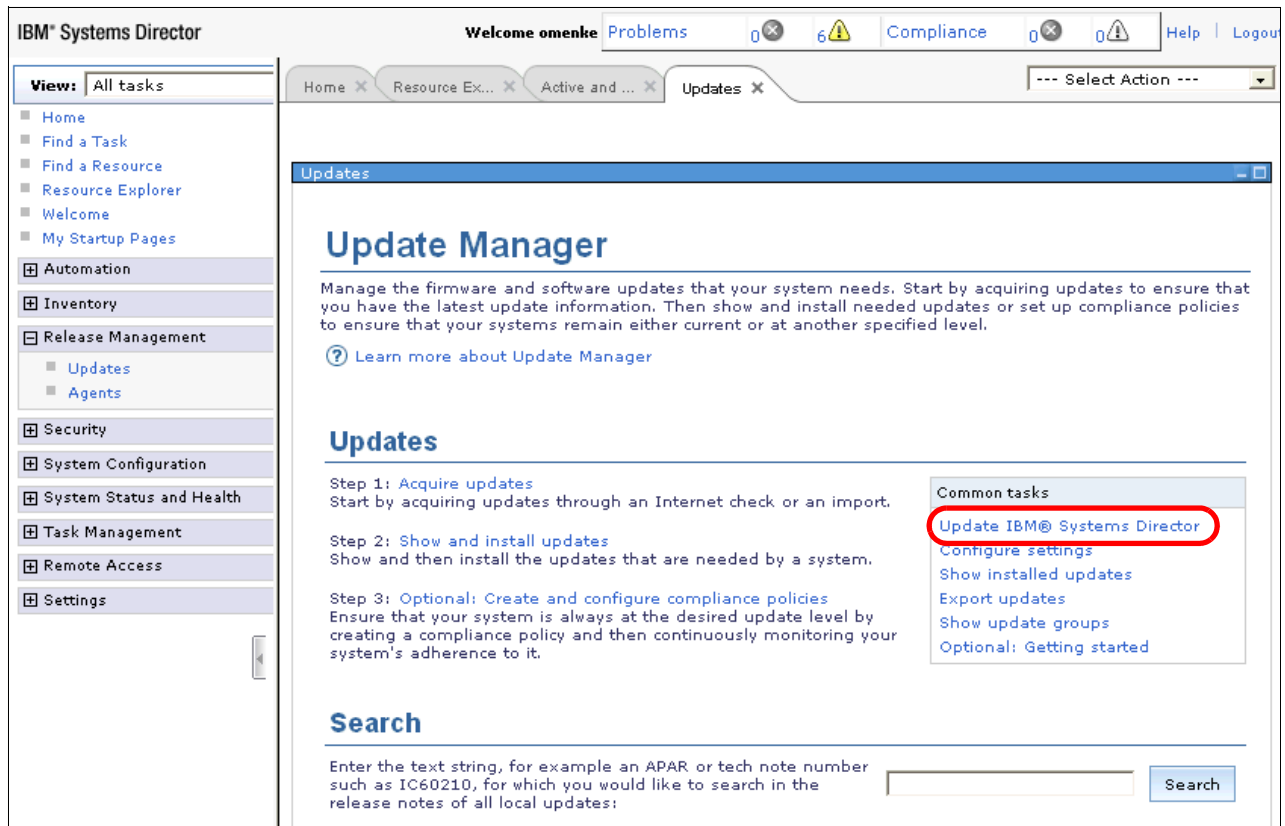 IBM® Systems Director
Welcome omenke Problems 0 6 Compliance 0 0 Help | Logout
View: All tasks
Home
Find a Task
Find a Resource
Resource Explorer
Welcome
My Startup Pages
Automation
Inventory
Release Management
Updates
Agents
Security
System Configuration
System Status and Health
Task Management
Remote Access
Settings
Home Resource Ex... Active and ... Updates
--- Select Action ---
Updates
Update Manager
Manage the firmware and software updates that your system needs. Start by acquiring updates to ensure that
you have the latest update information. Then show and install needed updates or set up compliance policies
to ensure that your systems remain either current or at another specified level.
Learn more about Update Manager
Updates
Step 1: Acquire updates
Start by acquiring updates through an Internet check or an import.
Step 2: Show and install updates
Show and then install the updates that are needed by a system.
Step 3: Optional: Create and configure compliance policies
Ensure that your system is always at the desired update level by
creating a compliance policy and then continuously monitoring your
system's adherence to it.
Common tasks
Update IBM® Systems Director
Configure settings
Show installed updates
Export updates
Show update groups
Optional: Getting started
Search
Enter the text string, for example an APAR or tech note number
such as IC60210, for which you would like to search in the
release notes of all local updates:
Search